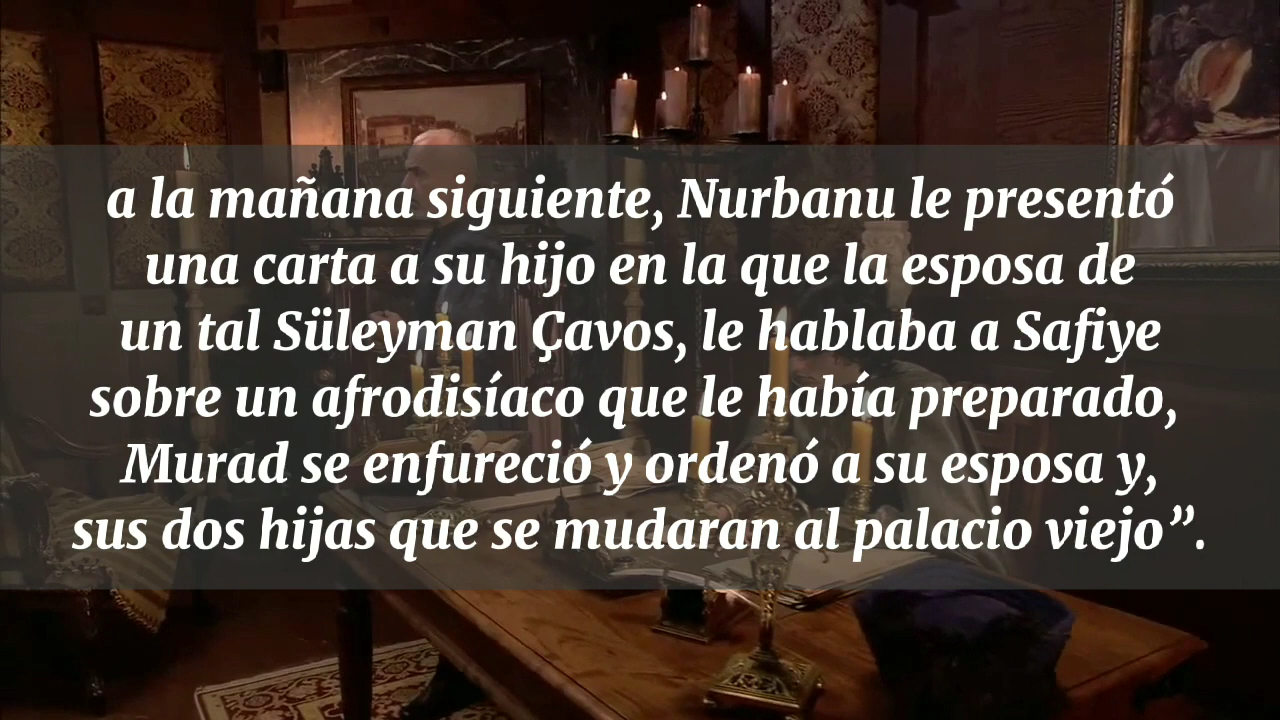 a la mañana siguiente, Nurbanu le presentó
una carta a su hijo en la que la esposa de
un tal Süleyman Çavos, le hablaba a Safiye
sobre un afrodisíaco que le había preparado,
Murad se enfureció y ordenó a su esposa y,
sus dos hijas que se mudaran al palacio viejo”.